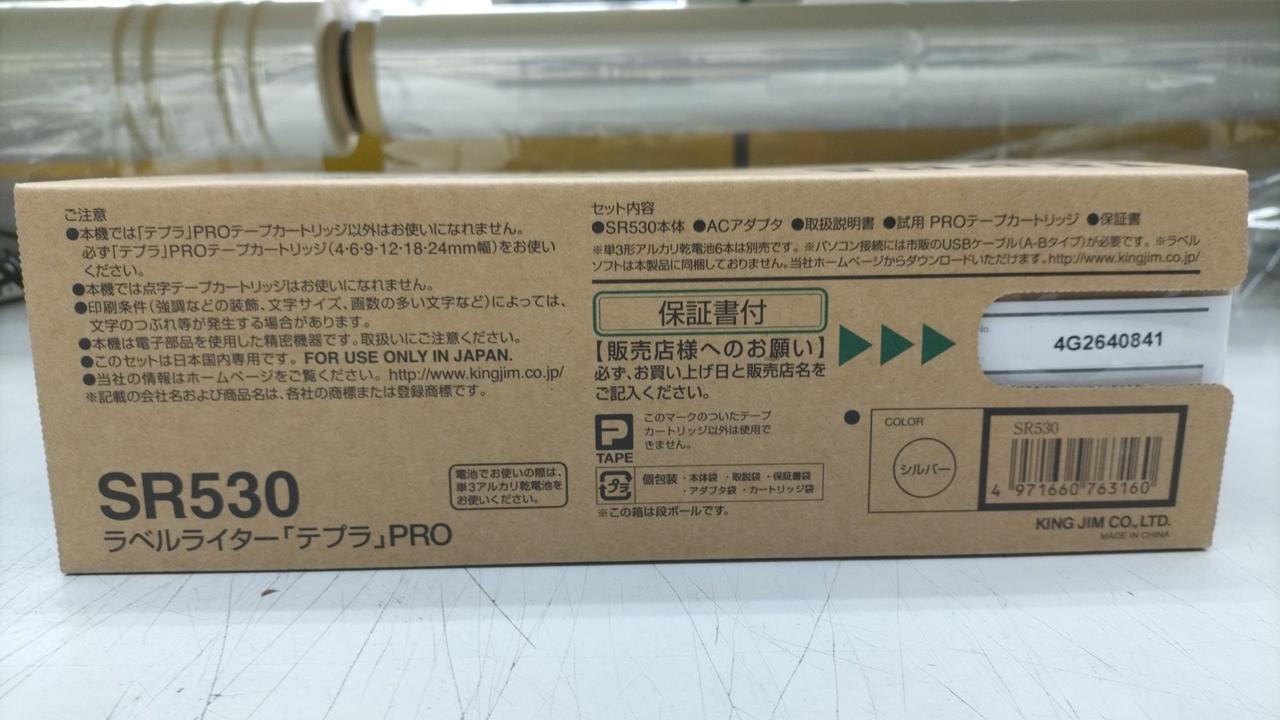 ご注意
●本機では「テプラ」PROテープカートリッジ以外はお使いになれません。
必ず「テプラ」PROテープカートリッジ(4・6・9・12・18・24mm幅)をお使い
ください。
●本機では点字テープカートリッジはお使いになれません。
●印刷条件(強調などの装飾、文字サイズ、画数の多い文字など)によっては、
文字のつぶれ等が発生する場合があります。
●本機は電子部品を使用した精密機器です。取扱いにご注意ください。
●このセットは日本国内専用です。FOR USE ONLY IN JAPAN.
●当社の情報はホームページをご覧ください。http://www.kingjim.co.jp/
※記載の会社名および商品名は、各社の商標または登録商標です。
SR530
ラベルライター「テプラ」PRO
電池でお使いの際は、
単3アルカリ乾電池を
お使いください。
セット内容
●SR530本体 ●ACアダプタ ●取扱説明書 ●試用 PROテープカートリッジ ●保証書
※単3形アルカリ乾電池6本は別売です。※パソコン接続には市販のUSBケーブル(A-Bタイプ)が必要です。※ラベル
ソフトは本製品に同梱しておりません。当社ホームページからダウンロードいただけます。http://www.kingjim.co.jp/
保証書付
【販売店様へのお願い】
必ず、お買い上げ日と販売店名を
ご記入ください。
No.
4G2640841
P
TAPE
このマークのついたテープ
カートリッジ以外は使用で
きません。
プラ
個包装 ・本体袋 ・取説袋 ・保証書袋
・アダプタ袋 ・カートリッジ袋
※この箱は段ボールです。
COLOR
シルバー
SR530
4 971660 763160
KING JIM CO.,LTD.
MADE IN CHINA